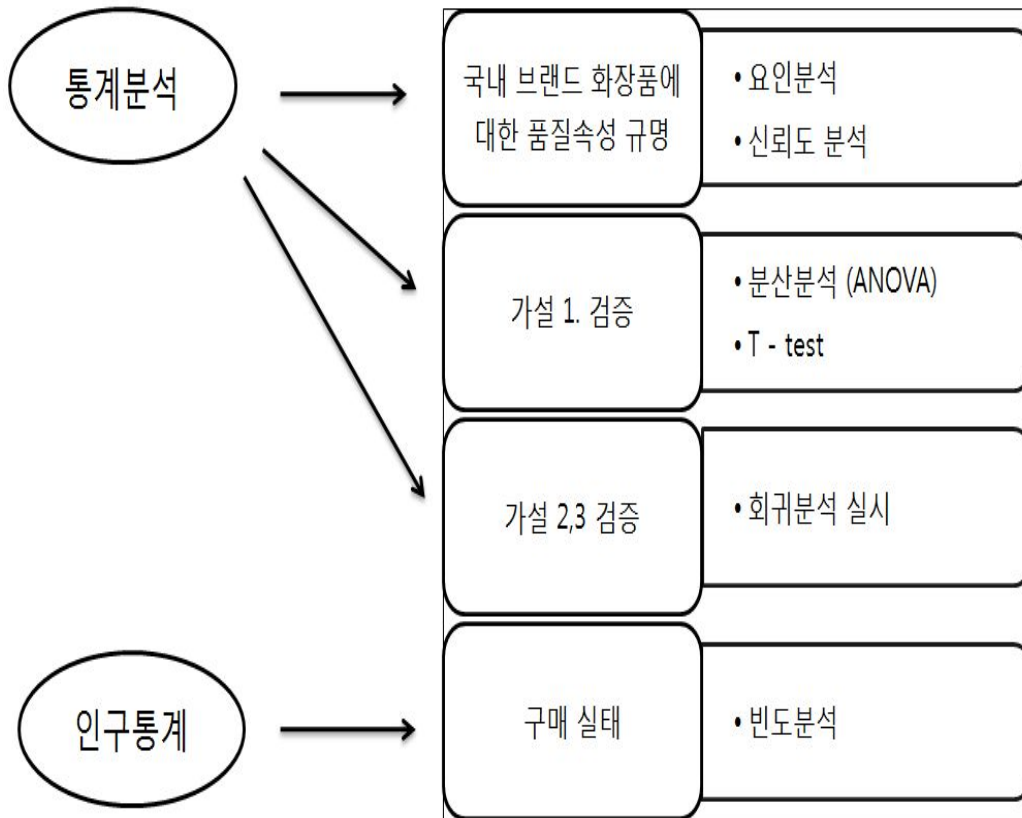 통계분석
국내 브랜드 화장품에
대한 품질속성 규명
• 요인분석
• 신뢰도 분석
가설 1. 검증
• 분산분석 (ANOVA)
• T - test
가설 2,3 검증
• 회귀분석 실시
인구통계
구매 실태
• 빈도분석